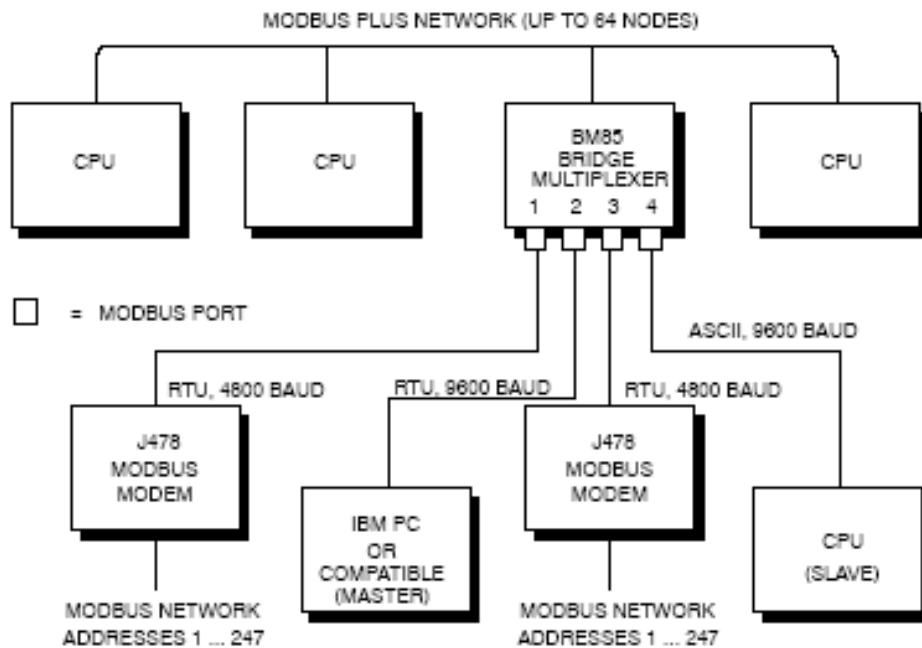 MODBUS PLUS NETWORK (UP TO 64 NODES)
CPU
CPU
BM85
BRIDGE
MULTIPLEXER
1 2 3 4
CPU
= MODBUS PORT
ASCII, 9600 BAUD
RTU, 4800 BAUD
RTU, 9600 BAUD
RTU, 4800 BAUD
J478
MODBUS
MODEM
IBM PC
OR
COMPATIBLE
(MASTER)
J478
MODBUS
MODEM
CPU
(SLAVE)
MODBUS NETWORK
ADDRESSES 1 ... 247
MODBUS NETWORK
ADDRESSES 1 ... 247